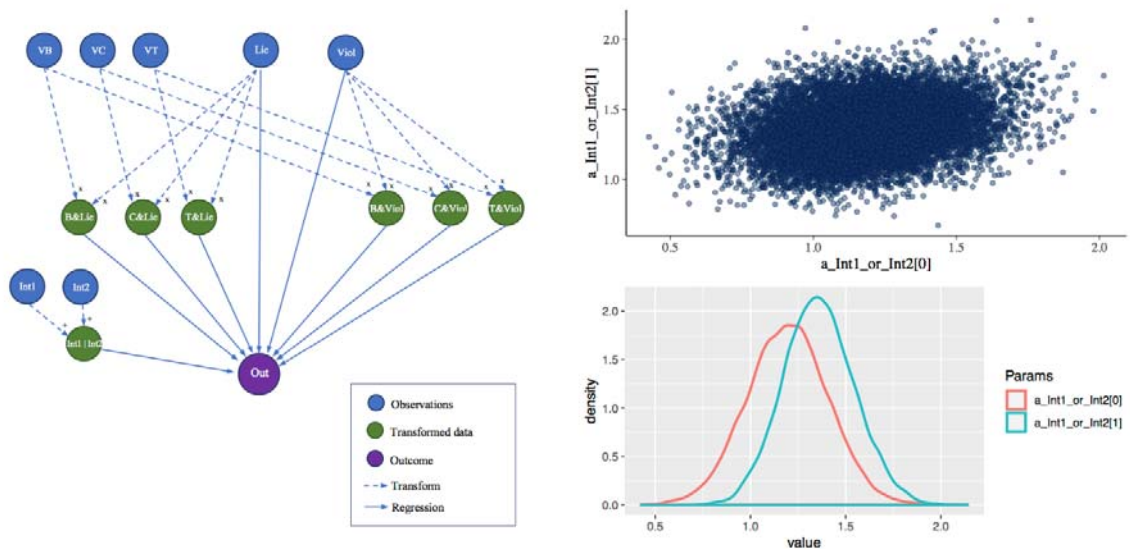 VB VC VT Lie Viol
x x x x x x x x x x x x
B&Lie C&Lie T&Lie B&Viol C&Viol T&Viol
Int1 Int2
+ +
Int1 | Int2
Out
Observations
Transformed data
Outcome
Transform
Regression
a_Int1_or_Int2[1]
2.0
1.5
1.0
0.5 1.0 1.5 2.0
a_Int1_or_Int2[0]
density
2.0
1.5
1.0
0.5
0.0
0.5 1.0 1.5 2.0
value
Params
a_Int1_or_Int2[0]
a_Int1_or_Int2[1]